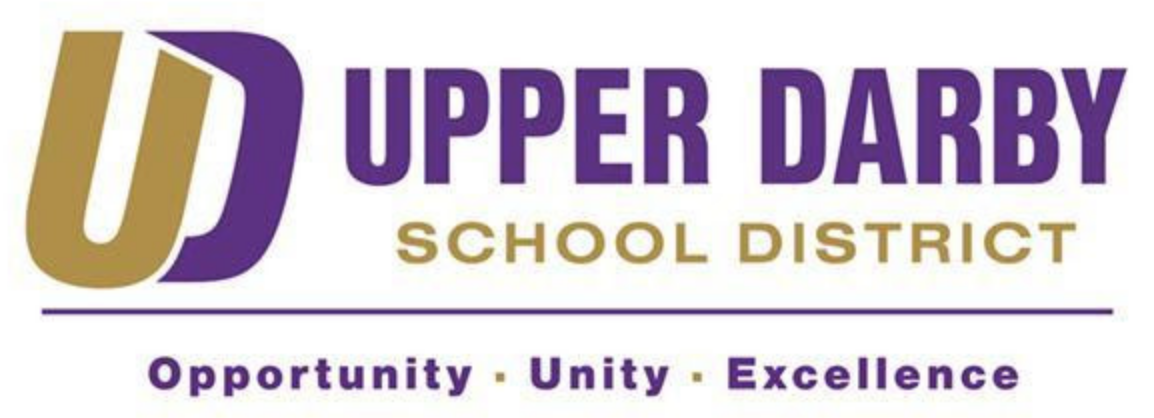 UD
UPPER DARBY
SCHOOL DISTRICT
Opportunity · Unity · Excellence